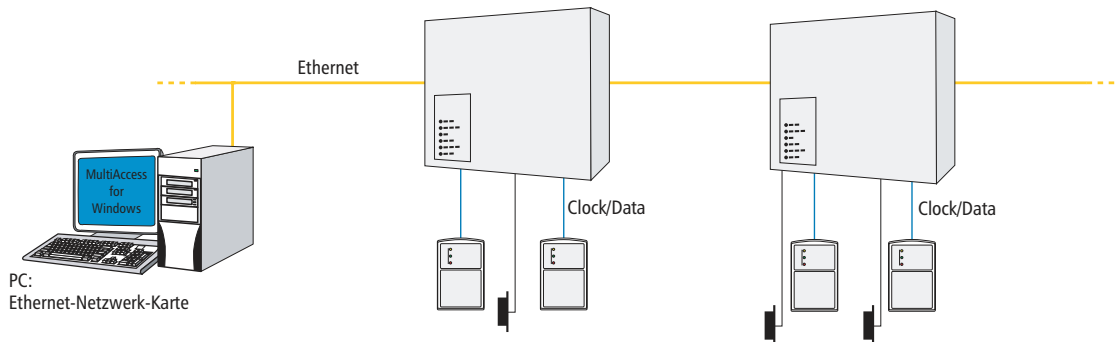 Ethernet
MultiAccess
for
Windows
Clock/Data
Clock/Data
PC:
Ethernet-Netzwerk-Karte